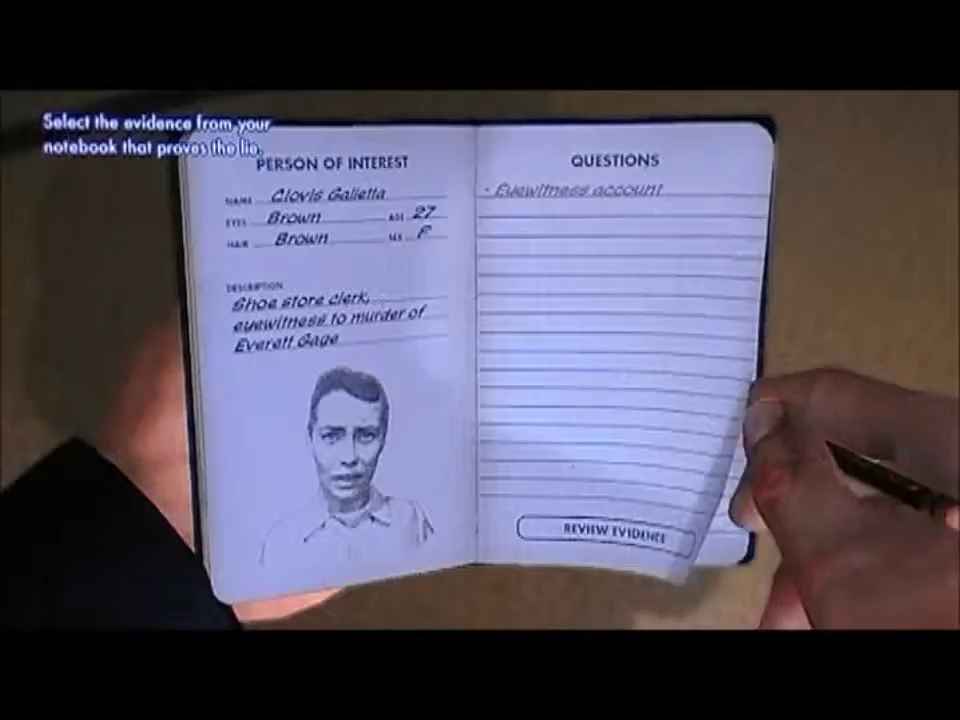 Select the evidence from your
notebook that proves the lie.
PERSON OF INTEREST
NAME Clovis Galletta
EYES Brown AGE 27
HAIR Brown SEX F
DESCRIPTION
Shoe store clerk,
eyewitness to murder of
Everett Gage
QUESTIONS
- Eyewitness account
REVIEW EVIDENCE